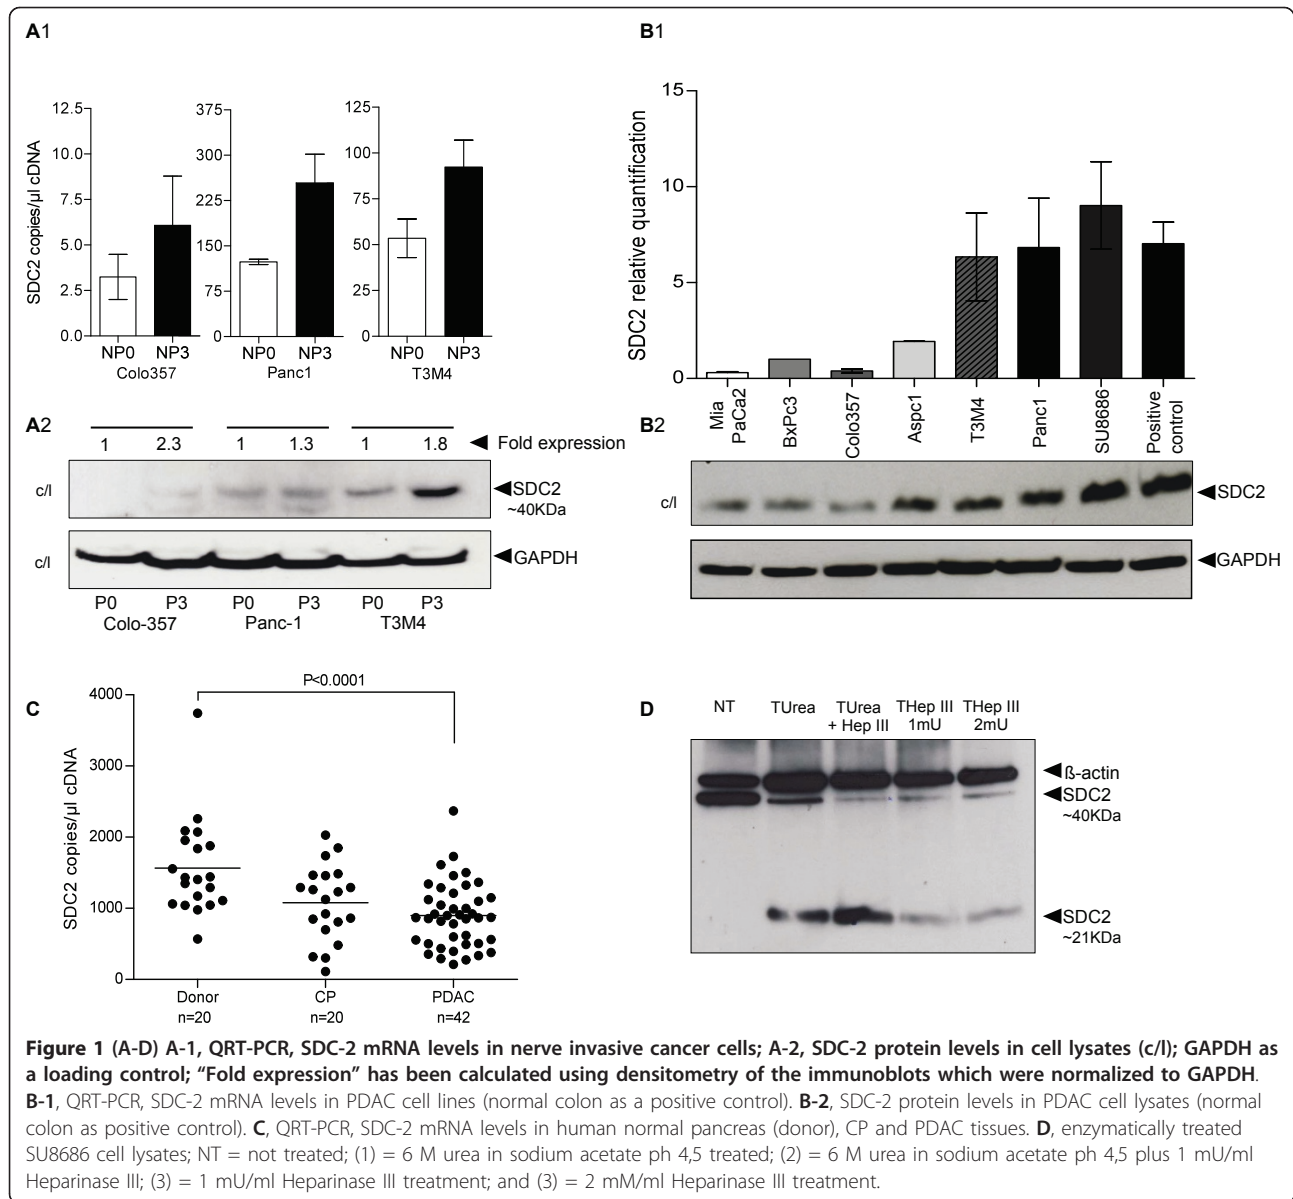 A1
12.5
10.0
7.5
5.0
2.5
0.0
SDC2 copies/µl cDNA
NP0 NP3
Colo357
375
300
225
150
75
0
NP0 NP3
Panc1
125
100
75
50
25
0
NP0 NP3
T3M4
B1
15
10
5
0
SDC2 relative quantification
Mia PaCa2
BxPc3
Colo357
Aspc1
T3M4
Panc1
SU8686
Positive control
A2
1 2.3 1 1.3 1 1.8 Fold expression
c/l SDC2
~40KDa
c/l GAPDH
P0 P3 P0 P3 P0 P3
Colo-357 Panc-1 T3M4
B2
c/l SDC2
GAPDH
C
P<0.0001
4000
3000
2000
1000
0
SDC2 copies/µl cDNA
Donor CP PDAC
n=20 n=20 n=42
D
NT TUrea TUrea THep III THep III
+ Hep III 1mU 2mU
ß-actin
SDC2
~40KDa
SDC2
~21KDa
Figure 1 (A-D) A-1, QRT-PCR, SDC-2 mRNA levels in nerve invasive cancer cells; A-2, SDC-2 protein levels in cell lysates (c/l); GAPDH as
a loading control; “Fold expression” has been calculated using densitometry of the immunoblots which were normalized to GAPDH.
B-1, QRT-PCR, SDC-2 mRNA levels in PDAC cell lines (normal colon as a positive control). B-2, SDC-2 protein levels in PDAC cell lysates (normal
colon as positive control). C, QRT-PCR, SDC-2 mRNA levels in human normal pancreas (donor), CP and PDAC tissues. D, enzymatically treated
SU8686 cell lysates; NT = not treated; (1) = 6 M urea in sodium acetate ph 4,5 treated; (2) = 6 M urea in sodium acetate ph 4,5 plus 1 mU/ml
Heparinase III; (3) = 1 mU/ml Heparinase III treatment; and (3) = 2 mM/ml Heparinase III treatment.